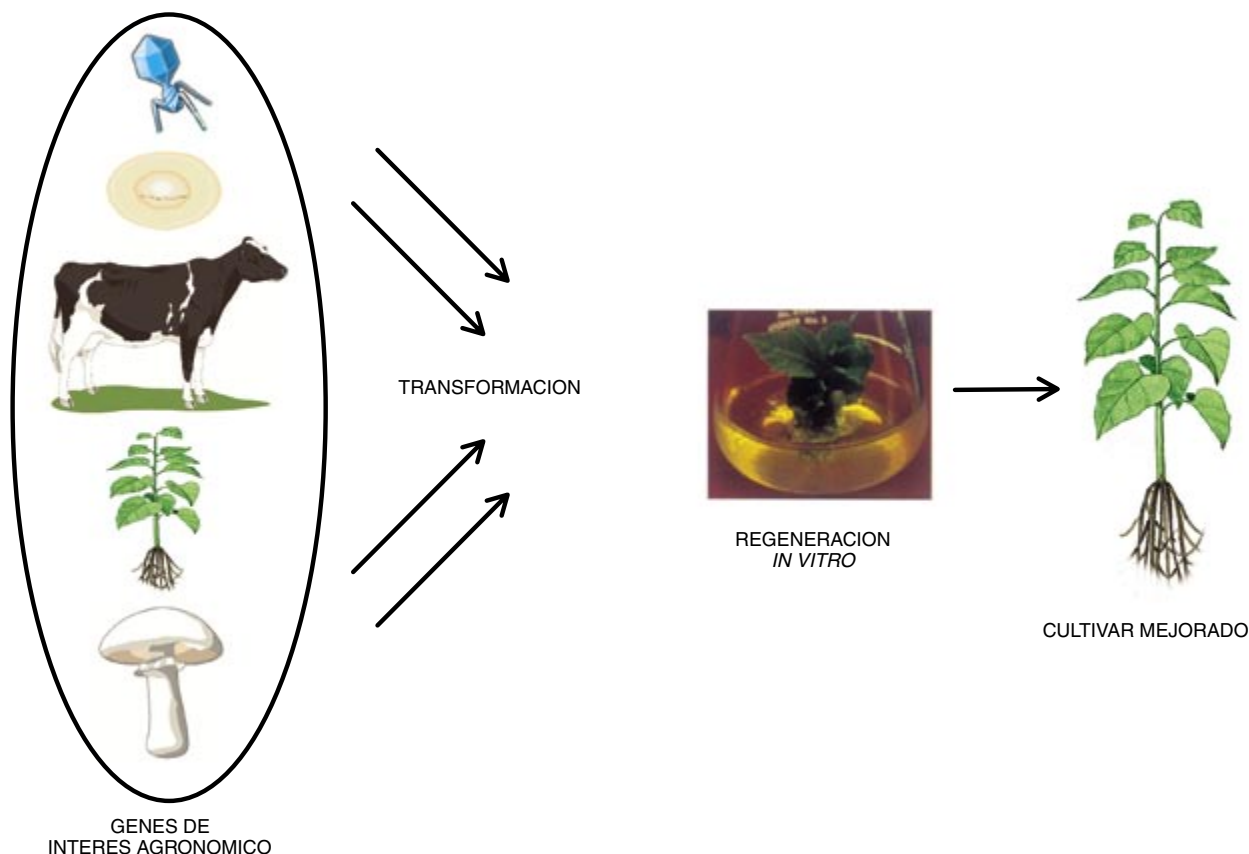 TRANSFORMACION
REGENERACION
IN VITRO
CULTIVAR MEJORADO
GENES DE
INTERES AGRONOMICO